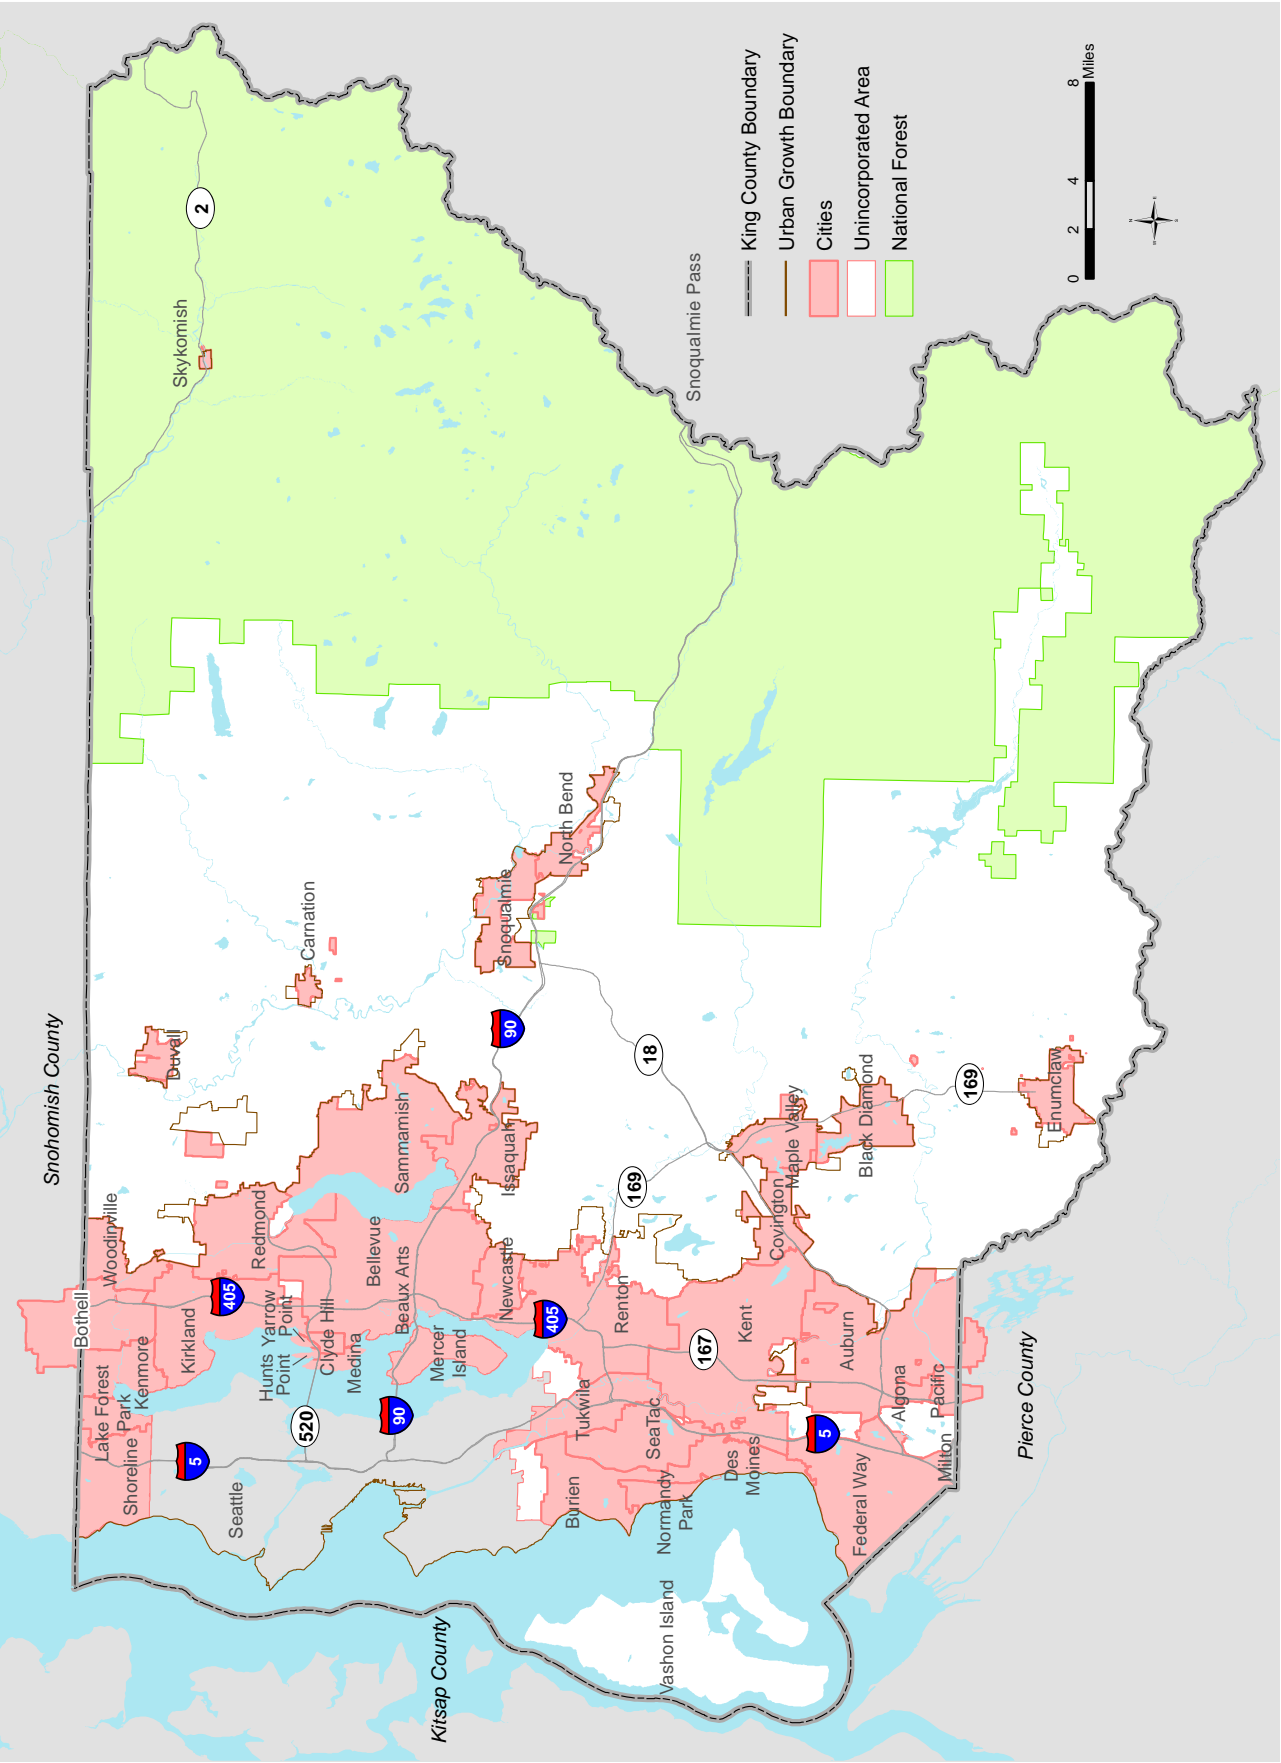 Snohomish County
Bothell
Woodinville
Duvall
Skykomish
2
Lake Forest
Park
Kenmore
Shoreline
Kirkland
405
Redmond
Carnation
5
Seattle
520
Hunts
Point
Yarrow
Point
Clyde Hill
Medina
Bellevue
Beaux Arts
Sammamish
90
Mercer
Island
Newcastle
Issaquah
90
Snoqualmie
North Bend
Snoqualmie Pass
Kitsap County
405
Tukwila
Renton
169
18
Burien
SeaTac
Normandy
Park
Des
Moines
Kent
167
Covington
Maple Valley
Vashon Island
5
Federal Way
Auburn
Black Diamond
Algona
Pacific
Milton
169
Enumclaw
Pierce County
King County Boundary
Urban Growth Boundary
Cities
Unincorporated Area
National Forest
0 2 4 8
Miles